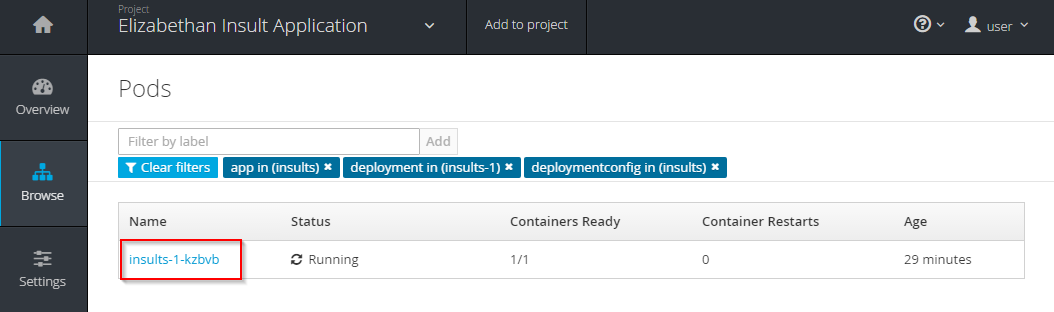 Project
Elizabethan Insult Application
Add to project
user
Overview
Browse
Settings
Pods
Filter by label Add
Clear filters app in (insults) × deployment in (insults-1) × deploymentconfig in (insults) ×
Name Status Containers Ready Container Restarts Age
insults-1-kzbvb Running 1/1 0 29 minutes